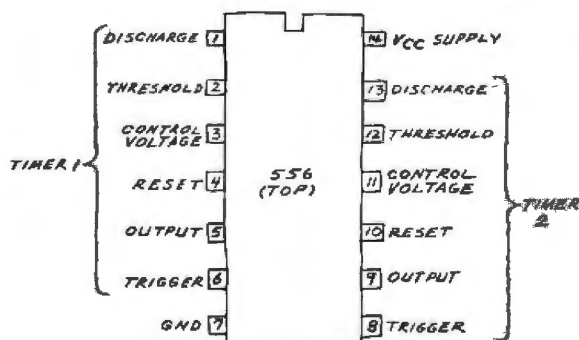 DISCHARGE 1
THRESHOLD 2
CONTROL
VOLTAGE 3
TIMER 1
RESET 4
OUTPUT 5
TRIGGER 6
GND 7
556
(TOP)
14 VCC SUPPLY
13 DISCHARGE
12 THRESHOLD
11 CONTROL
VOLTAGE
TIMER
2
10 RESET
9 OUTPUT
8 TRIGGER